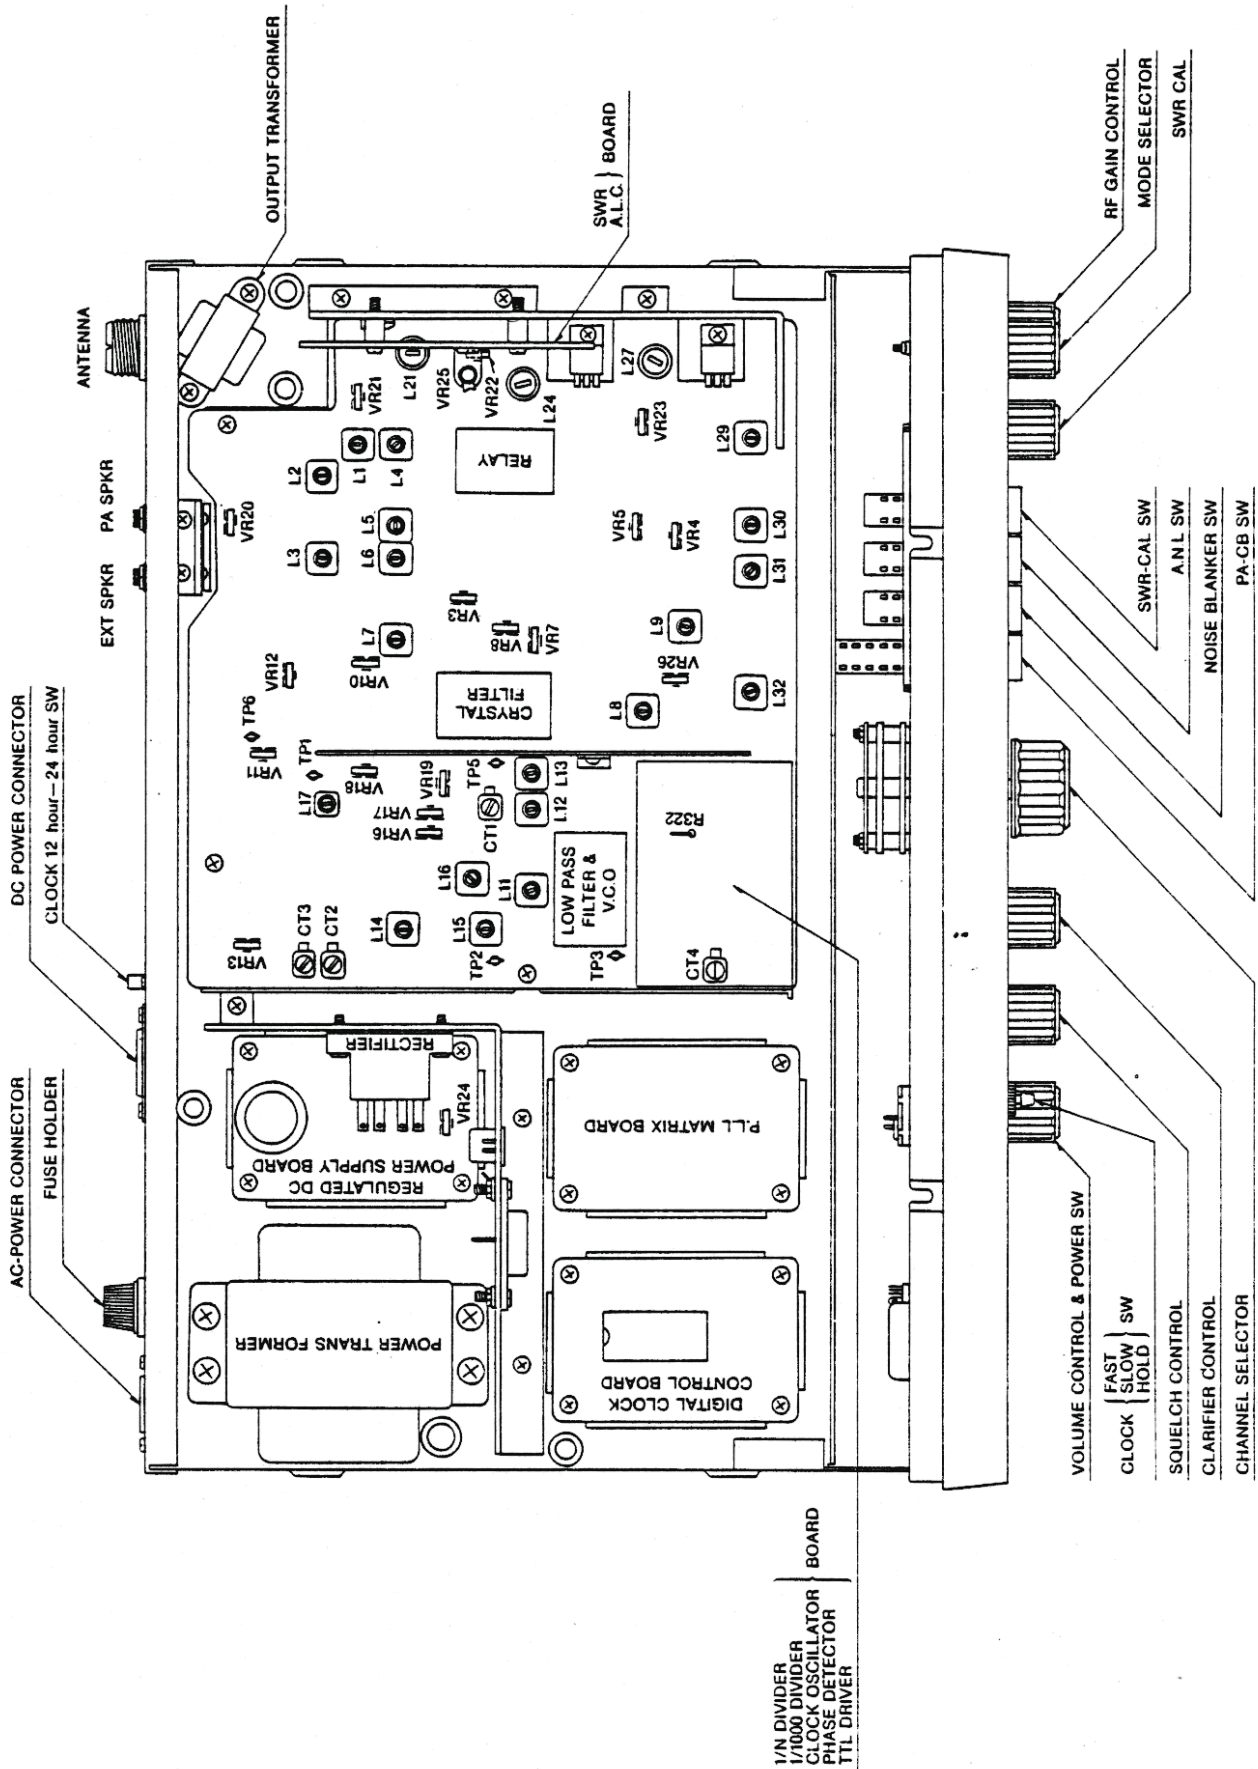 AC-POWER CONNECTOR
FUSE HOLDER
DC POWER CONNECTOR
CLOCK 12 hour—24 hour SW
EXT SPKR
PA SPKR
ANTENNA
OUTPUT TRANSFORMER
SWR
A.L.C.
BOARD
POWER TRANS FORMER
REGULATED DC
POWER SUPPLY BOARD
RECTIFIER
VR24
DIGITAL CLOCK
CONTROL BOARD
P.L.L MATRIX BOARD
VR13
CT3
CT2
L14
L15
TP2
TP3
L16
L11
LOW PASS
FILTER &
V.C.O
CT4
R322
VR11
TP6
TP1
L17
VR18
VR16
VR17
VR19
CT1
TP5
L12
L13
VR12
VR10
L7
CRYSTAL
FILTER
VR3
VR8
VR7
L8
VR26
L9
L32
VR20
L3
L2
L6
L5
L1
L4
RELAY
VR5
VR4
L31
L30
L29
VR21
L21
VR25
VR22
L24
L27
VR23
1/N DIVIDER
1/1000 DIVIDER
CLOCK OSCILLATOR
PHASE DETECTOR
TTL DRIVER
BOARD
VOLUME CONTROL & POWER SW
CLOCK
FAST
SLOW
HOLD
SW
SQUELCH CONTROL
CLARIFIER CONTROL
CHANNEL SELECTOR
SWR-CAL SW
A.N.L SW
NOISE BLANKER SW
PA-CB SW
RF GAIN CONTROL
MODE SELECTOR
SWR CAL